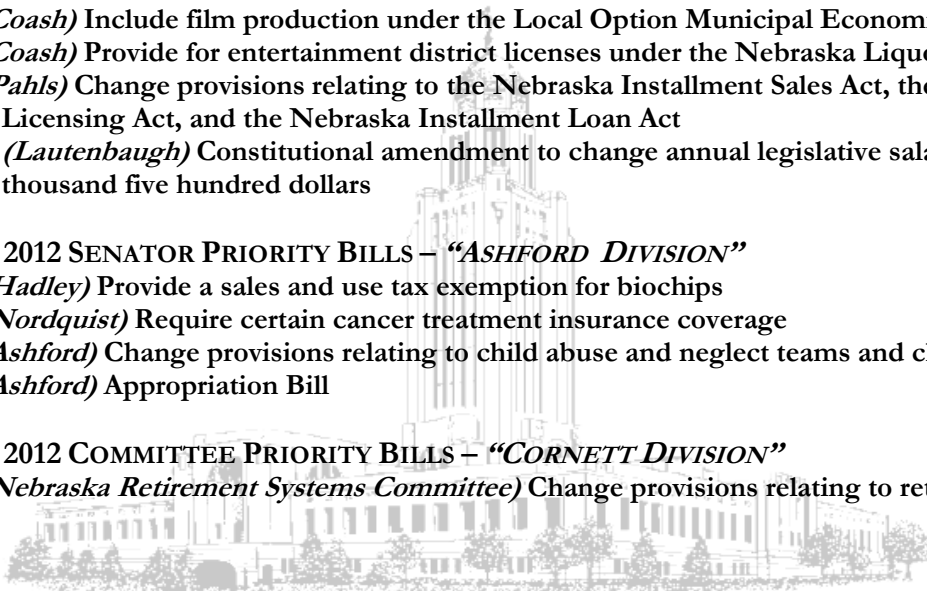 Coash) Include film production under the Local Option Municipal Economi
Coash) Provide for entertainment district licenses under the Nebraska Liqu
Pahls) Change provisions relating to the Nebraska Installment Sales Act, the
Licensing Act, and the Nebraska Installment Loan Act
(Lautenbaugh) Constitutional amendment to change annual legislative sala
thousand five hundred dollars
2012 SENATOR PRIORITY BILLS – “ASHFORD DIVISION”
Hadley) Provide a sales and use tax exemption for biochips
Nordquist) Require certain cancer treatment insurance coverage
Ashford) Change provisions relating to child abuse and neglect teams and c
Ashford) Appropriation Bill
2012 COMMITTEE PRIORITY BILLS – “CORNETT DIVISION”
Nebraska Retirement Systems Committee) Change provisions relating to ret